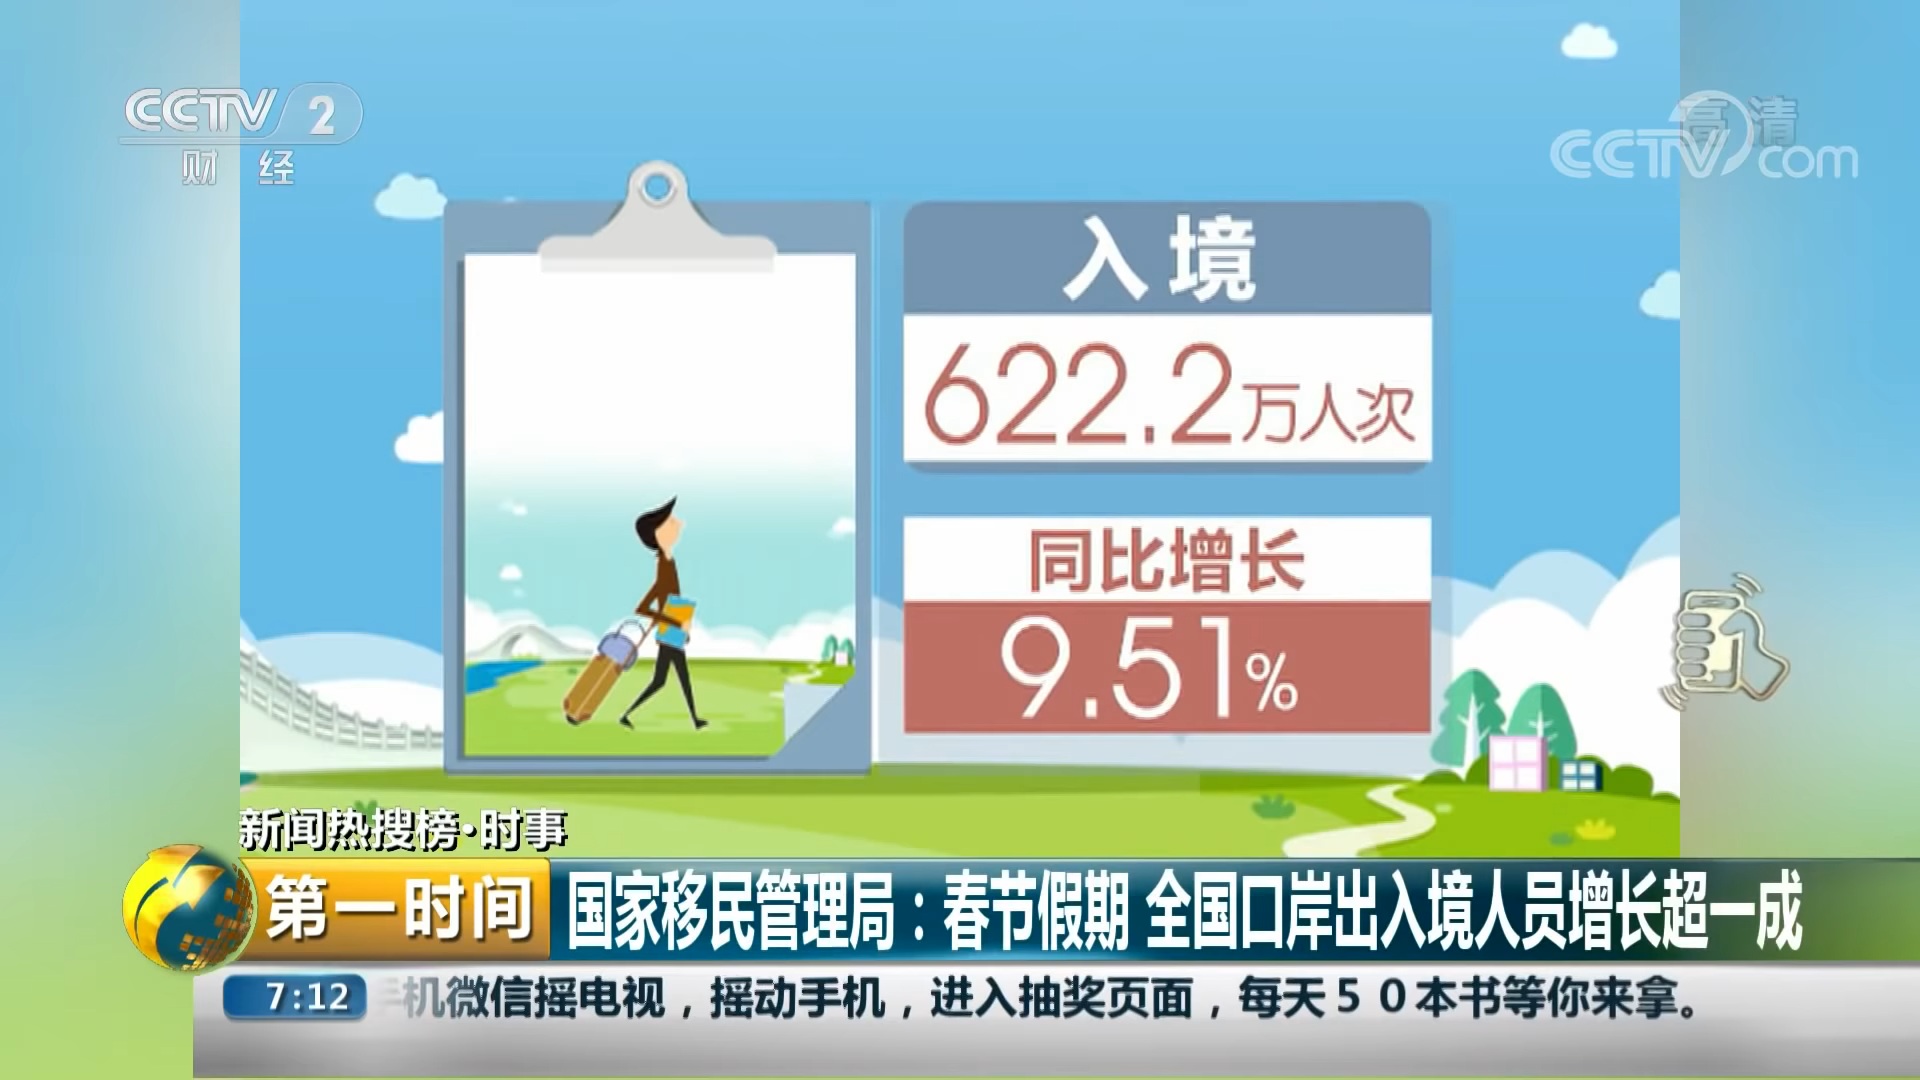 CCTV 2
财经
高清
CCTV com
入境
622.2万人次
同比增长
9.51%
新闻热搜榜·时事
第一时间
国家移民管理局：春节假期 全国口岸出入境人员增长超一成
7:12
机微信摇电视，摇动手机，进入抽奖页面，每天50本书等你来拿。